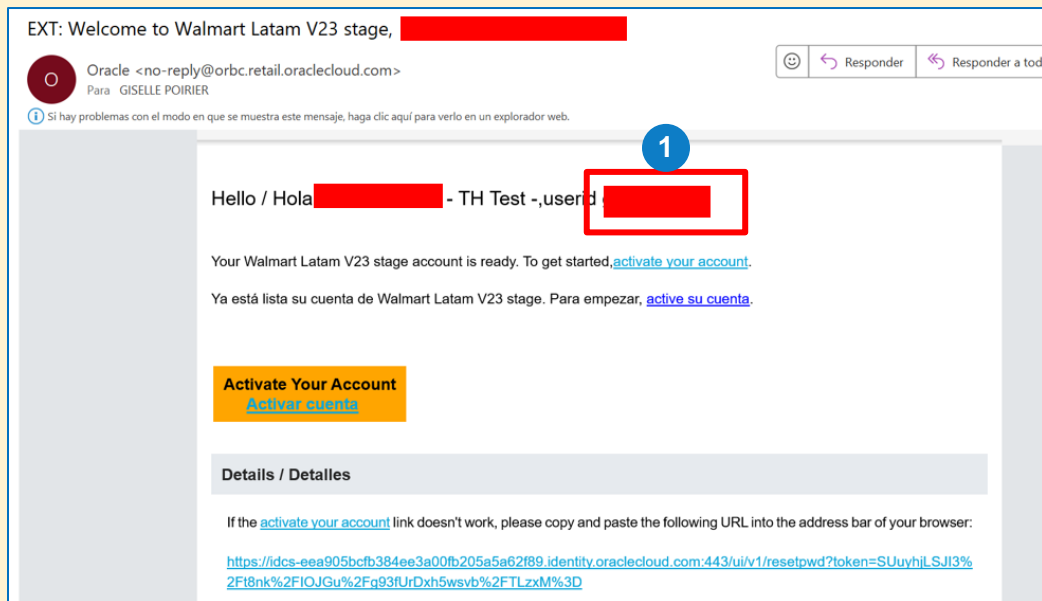 EXT: Welcome to Walmart Latam V23 stage,
O
Oracle <no-reply@orbc.retail.oraclecloud.com>
Para GISELLE POIRIER
Responder
Responder a tod
Si hay problemas con el modo en que se muestra este mensaje, haga clic aquí para verlo en un explorador web.
1
Hello / Hola - TH Test -,userid
Your Walmart Latam V23 stage account is ready. To get started,activate your account.
Ya está lista su cuenta de Walmart Latam V23 stage. Para empezar, active su cuenta.
Activate Your Account
Activar cuenta
Details / Detalles
If the activate your account link doesn't work, please copy and paste the following URL into the address bar of your browser:
https://idcs-eea905bcfb384ee3a00fb205a5a62f89.identity.oraclecloud.com:443/ui/v1/resetpwd?token=SUuyhjLSJI3%
2Ft8nk%2FIOJGu%2Fg93fUrDxh5wsvb%2FTLzxM%3D